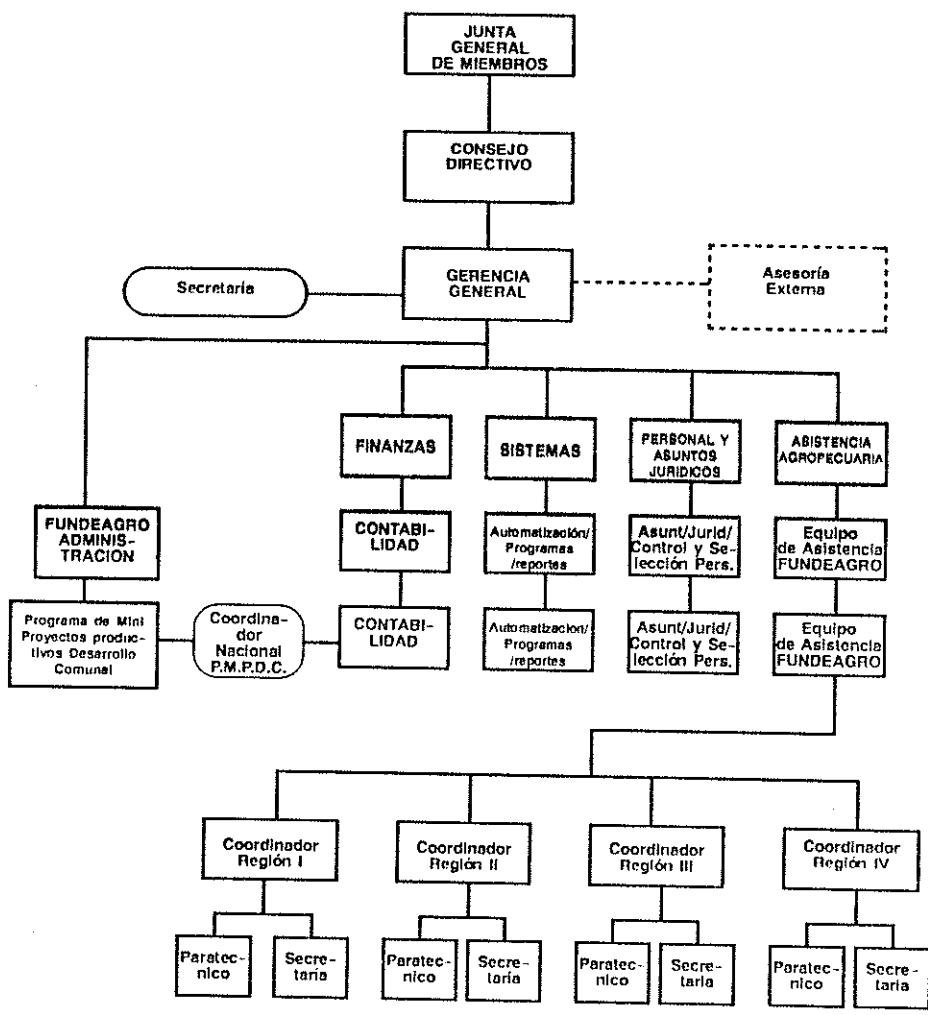 JUNTA
GENERAL
DE MIEMBROS
CONSEJO
DIRECTIVO
GERENCIA
GENERAL
Secretaría
Asesoría
Externa
FINANZAS
SISTEMAS
PERSONAL Y
ASUNTOS
JURIDICOS
ASISTENCIA
AGROPECUARIA
FUNDEAGRO
ADMINIS-
TRACION
CONTABI-
LIDAD
Automatización/
Programas
/reportes
Asunt/Jurid/
Control y Se-
lección Pers.
Equipo
de Asistencia
FUNDEAGRO
Programa de Mini
Proyectos produc-
tivos Desarrollo
Comunal
Coordina-
dor
Nacional
P.M.P.D.C.
CONTABI-
LIDAD
Automatización/
Programas
/reportes
Asunt/Jurid/
Control y Se-
lección Pers.
Equipo
de Asistencia
FUNDEAGRO
Coordinador
Región I
Coordinador
Región II
Coordinador
Región III
Coordinador
Región IV
Paratec-
nico
Secre-
taría
Paratec-
nico
Secre-
taría
Paratec-
nico
Secre-
taria
Paratec-
nico
Secre-
taria